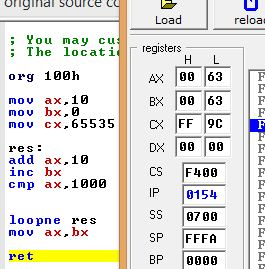 original source co
; You may cus
; The locatio
org 100h
mov ax,10
mov bx,0
mov cx,65535
res:
add ax,10
inc bx
cmp ax,1000
loopne res
mov ax,bx
ret
Load
reloa
registers
H L
AX 00 63
BX 00 63
CX FF 9C
DX 00 00
CS F400
IP 0154
SS 0700
SP FFFA
BP 0000
F
F
F
F
F
F
F
F
F
F
F
F